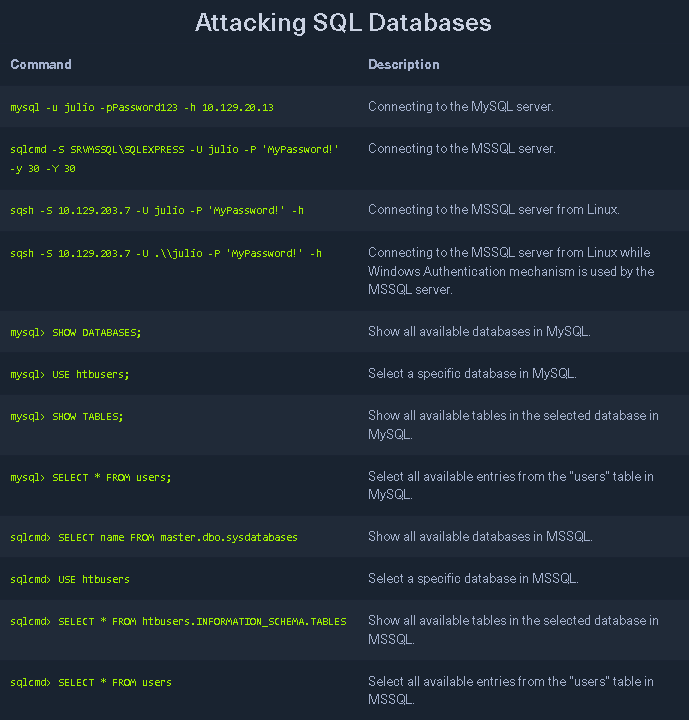 Attacking SQL Databases
Command Description
mysql -u julio -pPassword123 -h 10.129.20.13 Connecting to the MySQL server.
sqlcmd -S SRVMSSQL\SQLEXPRESS -U julio -P 'MyPassword!' Connecting to the MSSQL server.
-y 30 -Y 30
sqsh -S 10.129.203.7 -U julio -P 'MyPassword!' -h Connecting to the MSSQL server from Linux.
sqsh -S 10.129.203.7 -U .\\julio -P 'MyPassword!' -h Connecting to the MSSQL server from Linux while
Windows Authentication mechanism is used by the
MSSQL server.
mysql> SHOW DATABASES; Show all available databases in MySQL.
mysql> USE htbusers; Select a specific database in MySQL.
mysql> SHOW TABLES; Show all available tables in the selected database in
MySQL.
mysql> SELECT * FROM users; Select all available entries from the "users" table in
MySQL.
sqlcmd> SELECT name FROM master.dbo.sysdatabases Show all available databases in MSSQL.
sqlcmd> USE htbusers Select a specific database in MSSQL.
sqlcmd> SELECT * FROM htbusers.INFORMATION_SCHEMA.TABLES Show all available tables in the selected database in
MSSQL.
sqlcmd> SELECT * FROM users Select all available entries from the "users" table in
MSSQL.